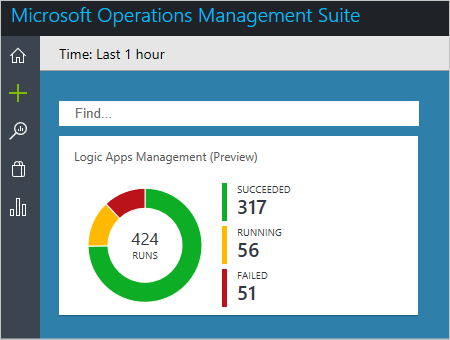 Microsoft Operations Management Suite
Time: Last 1 hour
Find...
Logic Apps Management (Preview)
424
RUNS
SUCCEEDED
317
RUNNING
56
FAILED
51